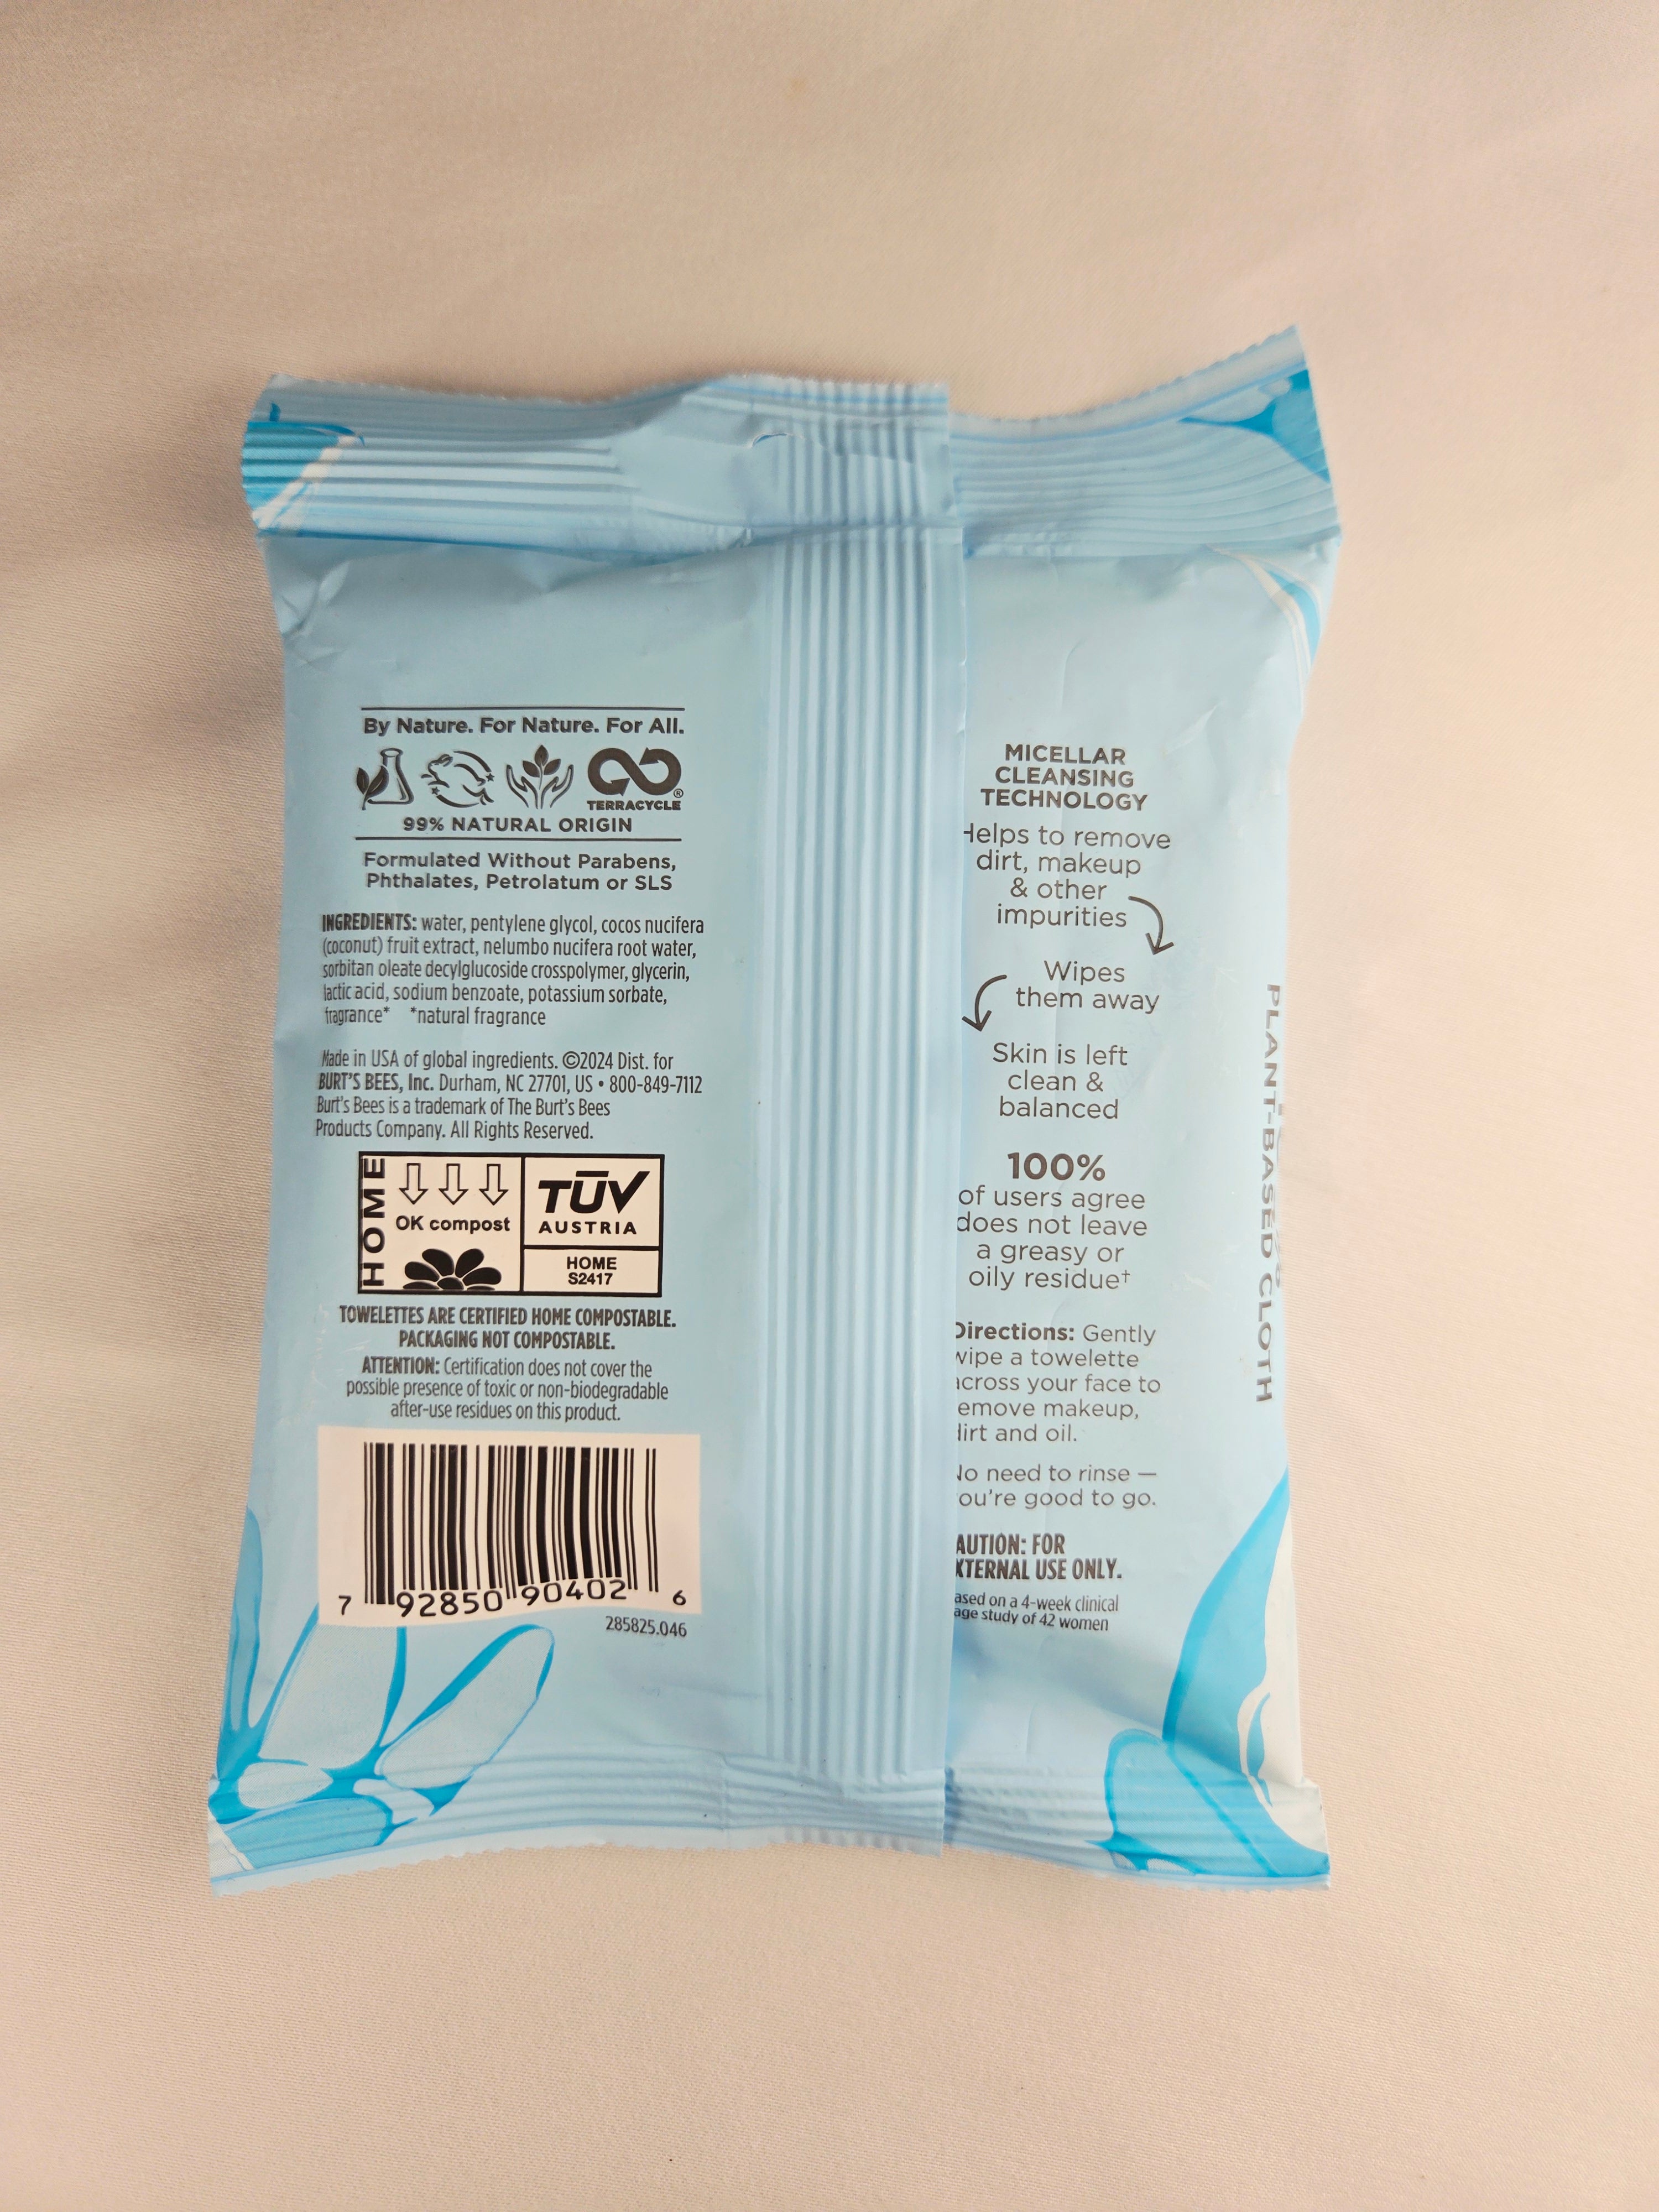 By Nature. For Nature. For All.
TERRACYCLE®
99% NATURAL ORIGIN
Formulated Without Parabens,
Phthalates, Petrolatum or SLS
INGREDIENTS: water, pentylene glycol, cocos nucifera
(coconut) fruit extract, nelumbo nucifera root water,
sorbitan oleate decylglucoside crosspolymer, glycerin,
lactic acid, sodium benzoate, potassium sorbate,
fragrance* *natural fragrance
Made in USA of global ingredients. ©2024 Dist. for
BURT'S BEES, Inc. Durham, NC 27701, US • 800-849-7112
Burt's Bees is a trademark of The Burt's Bees
Products Company. All Rights Reserved.
HOME
OK compost
TÜV
AUSTRIA
HOME
S2417
TOWELETTES ARE CERTIFIED HOME COMPOSTABLE.
PACKAGING NOT COMPOSTABLE.
ATTENTION: Certification does not cover the
possible presence of toxic or non-biodegradable
after-use residues on this product.
7 92850 90402 6
285825.046
MICELLAR
CLEANSING
TECHNOLOGY
Helps to remove
dirt, makeup
& other
impurities
Wipes
them away
Skin is left
clean &
balanced
100%
of users agree
does not leave
a greasy or
oily residue†
Directions: Gently
wipe a towelette
across your face to
emove makeup,
dirt and oil.
No need to rinse —
ou're good to go.
AUTION: FOR
XTERNAL USE ONLY.
ased on a 4-week clinical
age study of 42 women
PLANT-BASED CLOTH